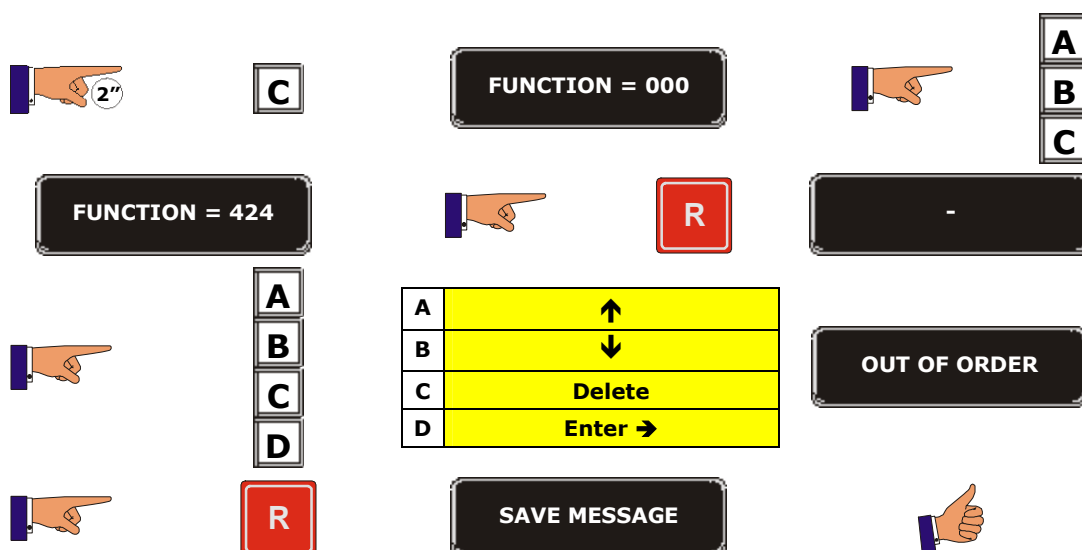 2”
C
FUNCTION = 000
A
B
C
FUNCTION = 424
R
-
A
B
C
D
A ↑
B ↓
C Delete
D Enter →
OUT OF ORDER
R
SAVE MESSAGE